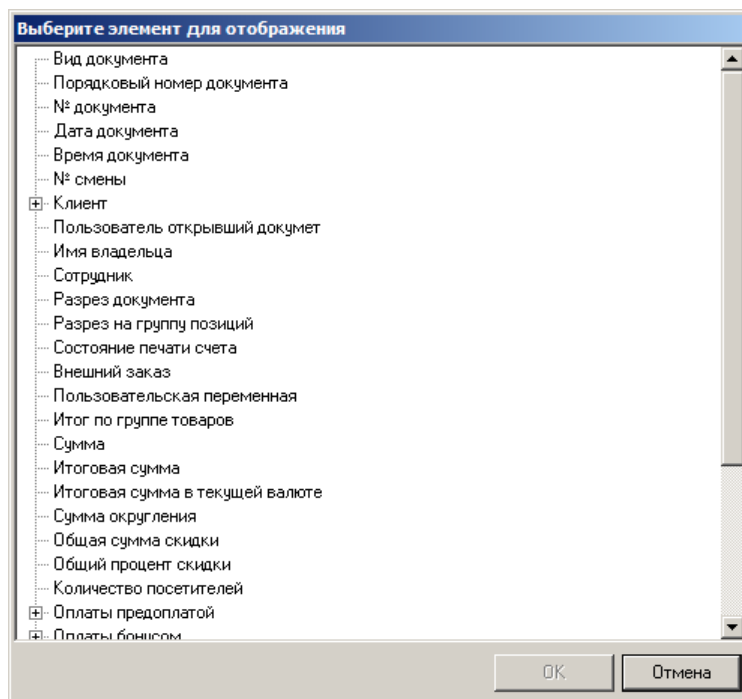 Выберите элемент для отображения
Вид документа
Порядковый номер документа
№ документа
Дата документа
Время документа
№ смены
Клиент
Пользователь открывший докумет
Имя владельца
Сотрудник
Разрез документа
Разрез на группу позиций
Состояние печати счета
Внешний заказ
Пользовательская переменная
Итог по группе товаров
Сумма
Итоговая сумма
Итоговая сумма в текущей валюте
Сумма округления
Общая сумма скидки
Общий процент скидки
Количество посетителей
Оплаты предоплатой
Оплаты бонусом
OK
Отмена